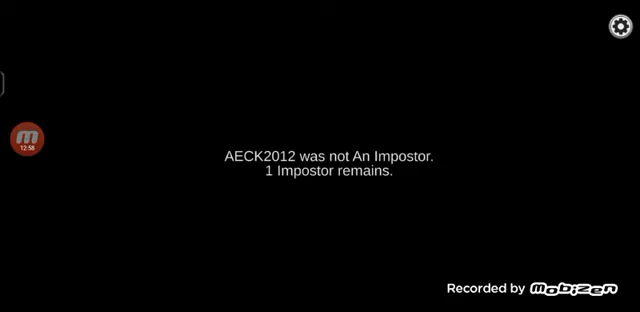 12:58
AECK2012 was not An Impostor.
1 Impostor remains.
Recorded by Mobizen